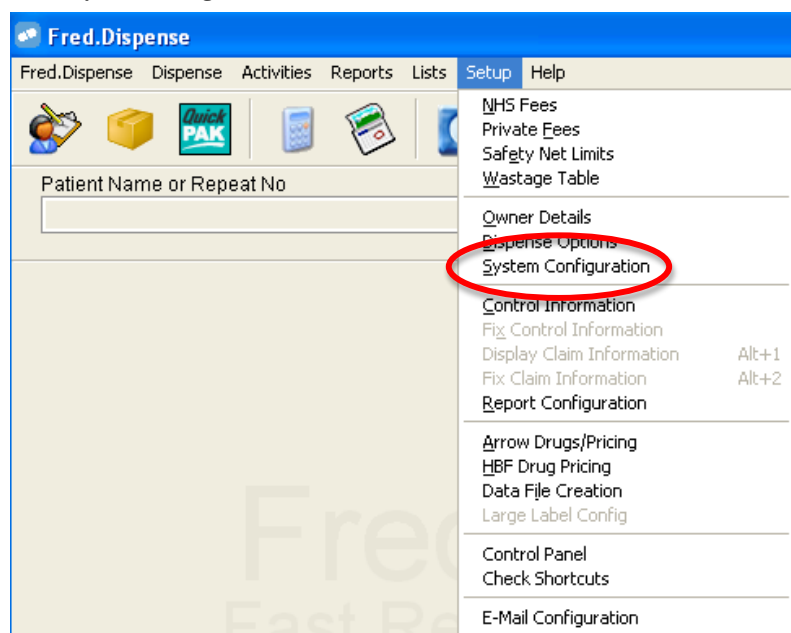 Fred.Dispense
Fred.Dispense Dispense Activities Reports Lists Setup Help
Quick
PAK
Patient Name or Repeat No
NHS Fees
Private Fees
Safety Net Limits
Wastage Table
Owner Details
Dispense Options
System Configuration
Control Information
Fix Control Information
Display Claim Information Alt+1
Fix Claim Information Alt+2
Report Configuration
Arrow Drugs/Pricing
HBF Drug Pricing
Data File Creation
Large Label Config
Control Panel
Check Shortcuts
E-Mail Configuration
Fred
East Re